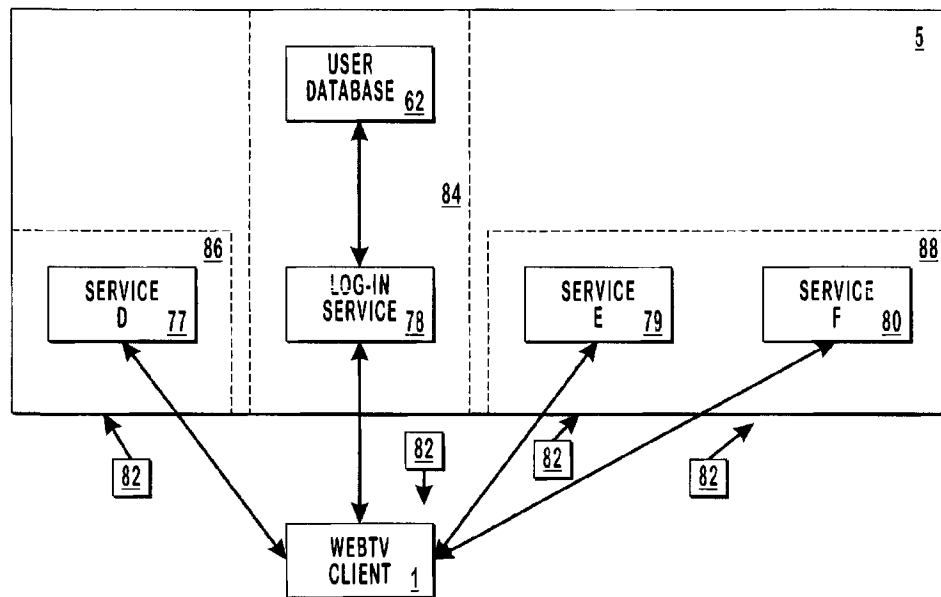 5
USER
DATABASE 62
84
86
88
SERVICE
D 77
LOG-IN
SERVICE 78
SERVICE
E 79
SERVICE
F 80
82
82
82
82
WEBTV
CLIENT 1